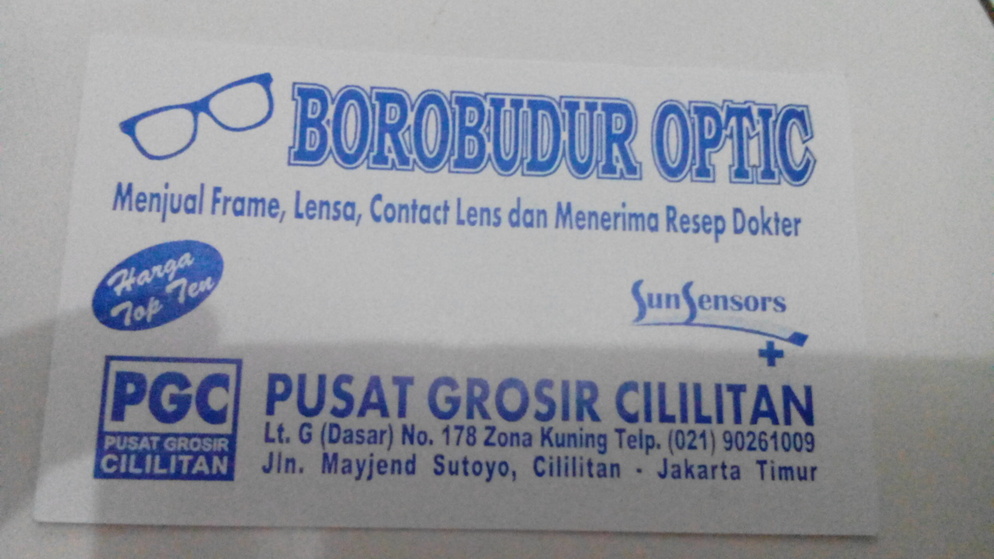 BOROBUDUR OPTIC
Menjual Frame, Lensa, Contact Lens dan Menerima Resep Dokter
Harga
Top Ten
SunSensors
+
PGC
PUSAT GROSIR
CILILITAN
PUSAT GROSIR CILILITAN
Lt. G (Dasar) No. 178 Zona Kuning Telp. (021) 90261009
Jln. Mayjend Sutoyo, Cililitan - Jakarta Timur